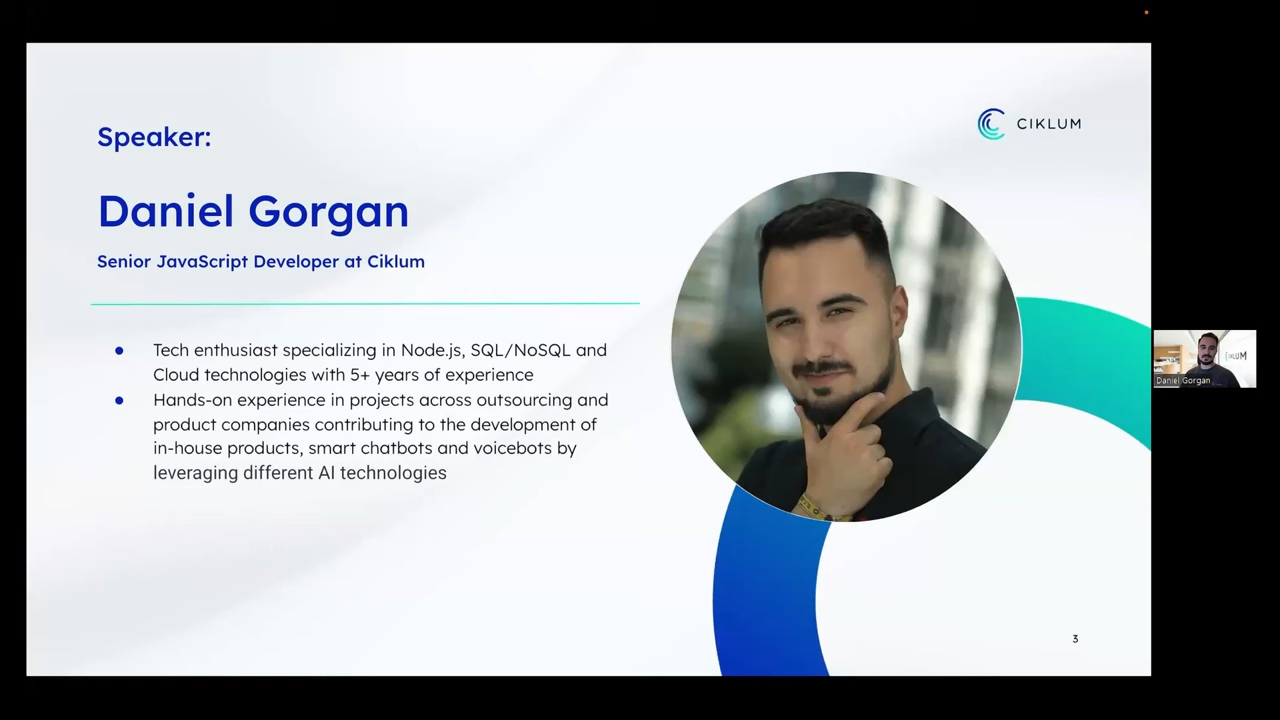 Speaker:
CIKLUM
Daniel Gorgan
Senior JavaScript Developer at Ciklum
● Tech enthusiast specializing in Node.js, SQL/NoSQL and
Cloud technologies with 5+ years of experience
● Hands-on experience in projects across outsourcing and
product companies contributing to the development of
in-house products, smart chatbots and voicebots by
leveraging different AI technologies
Daniel Gorgan
3